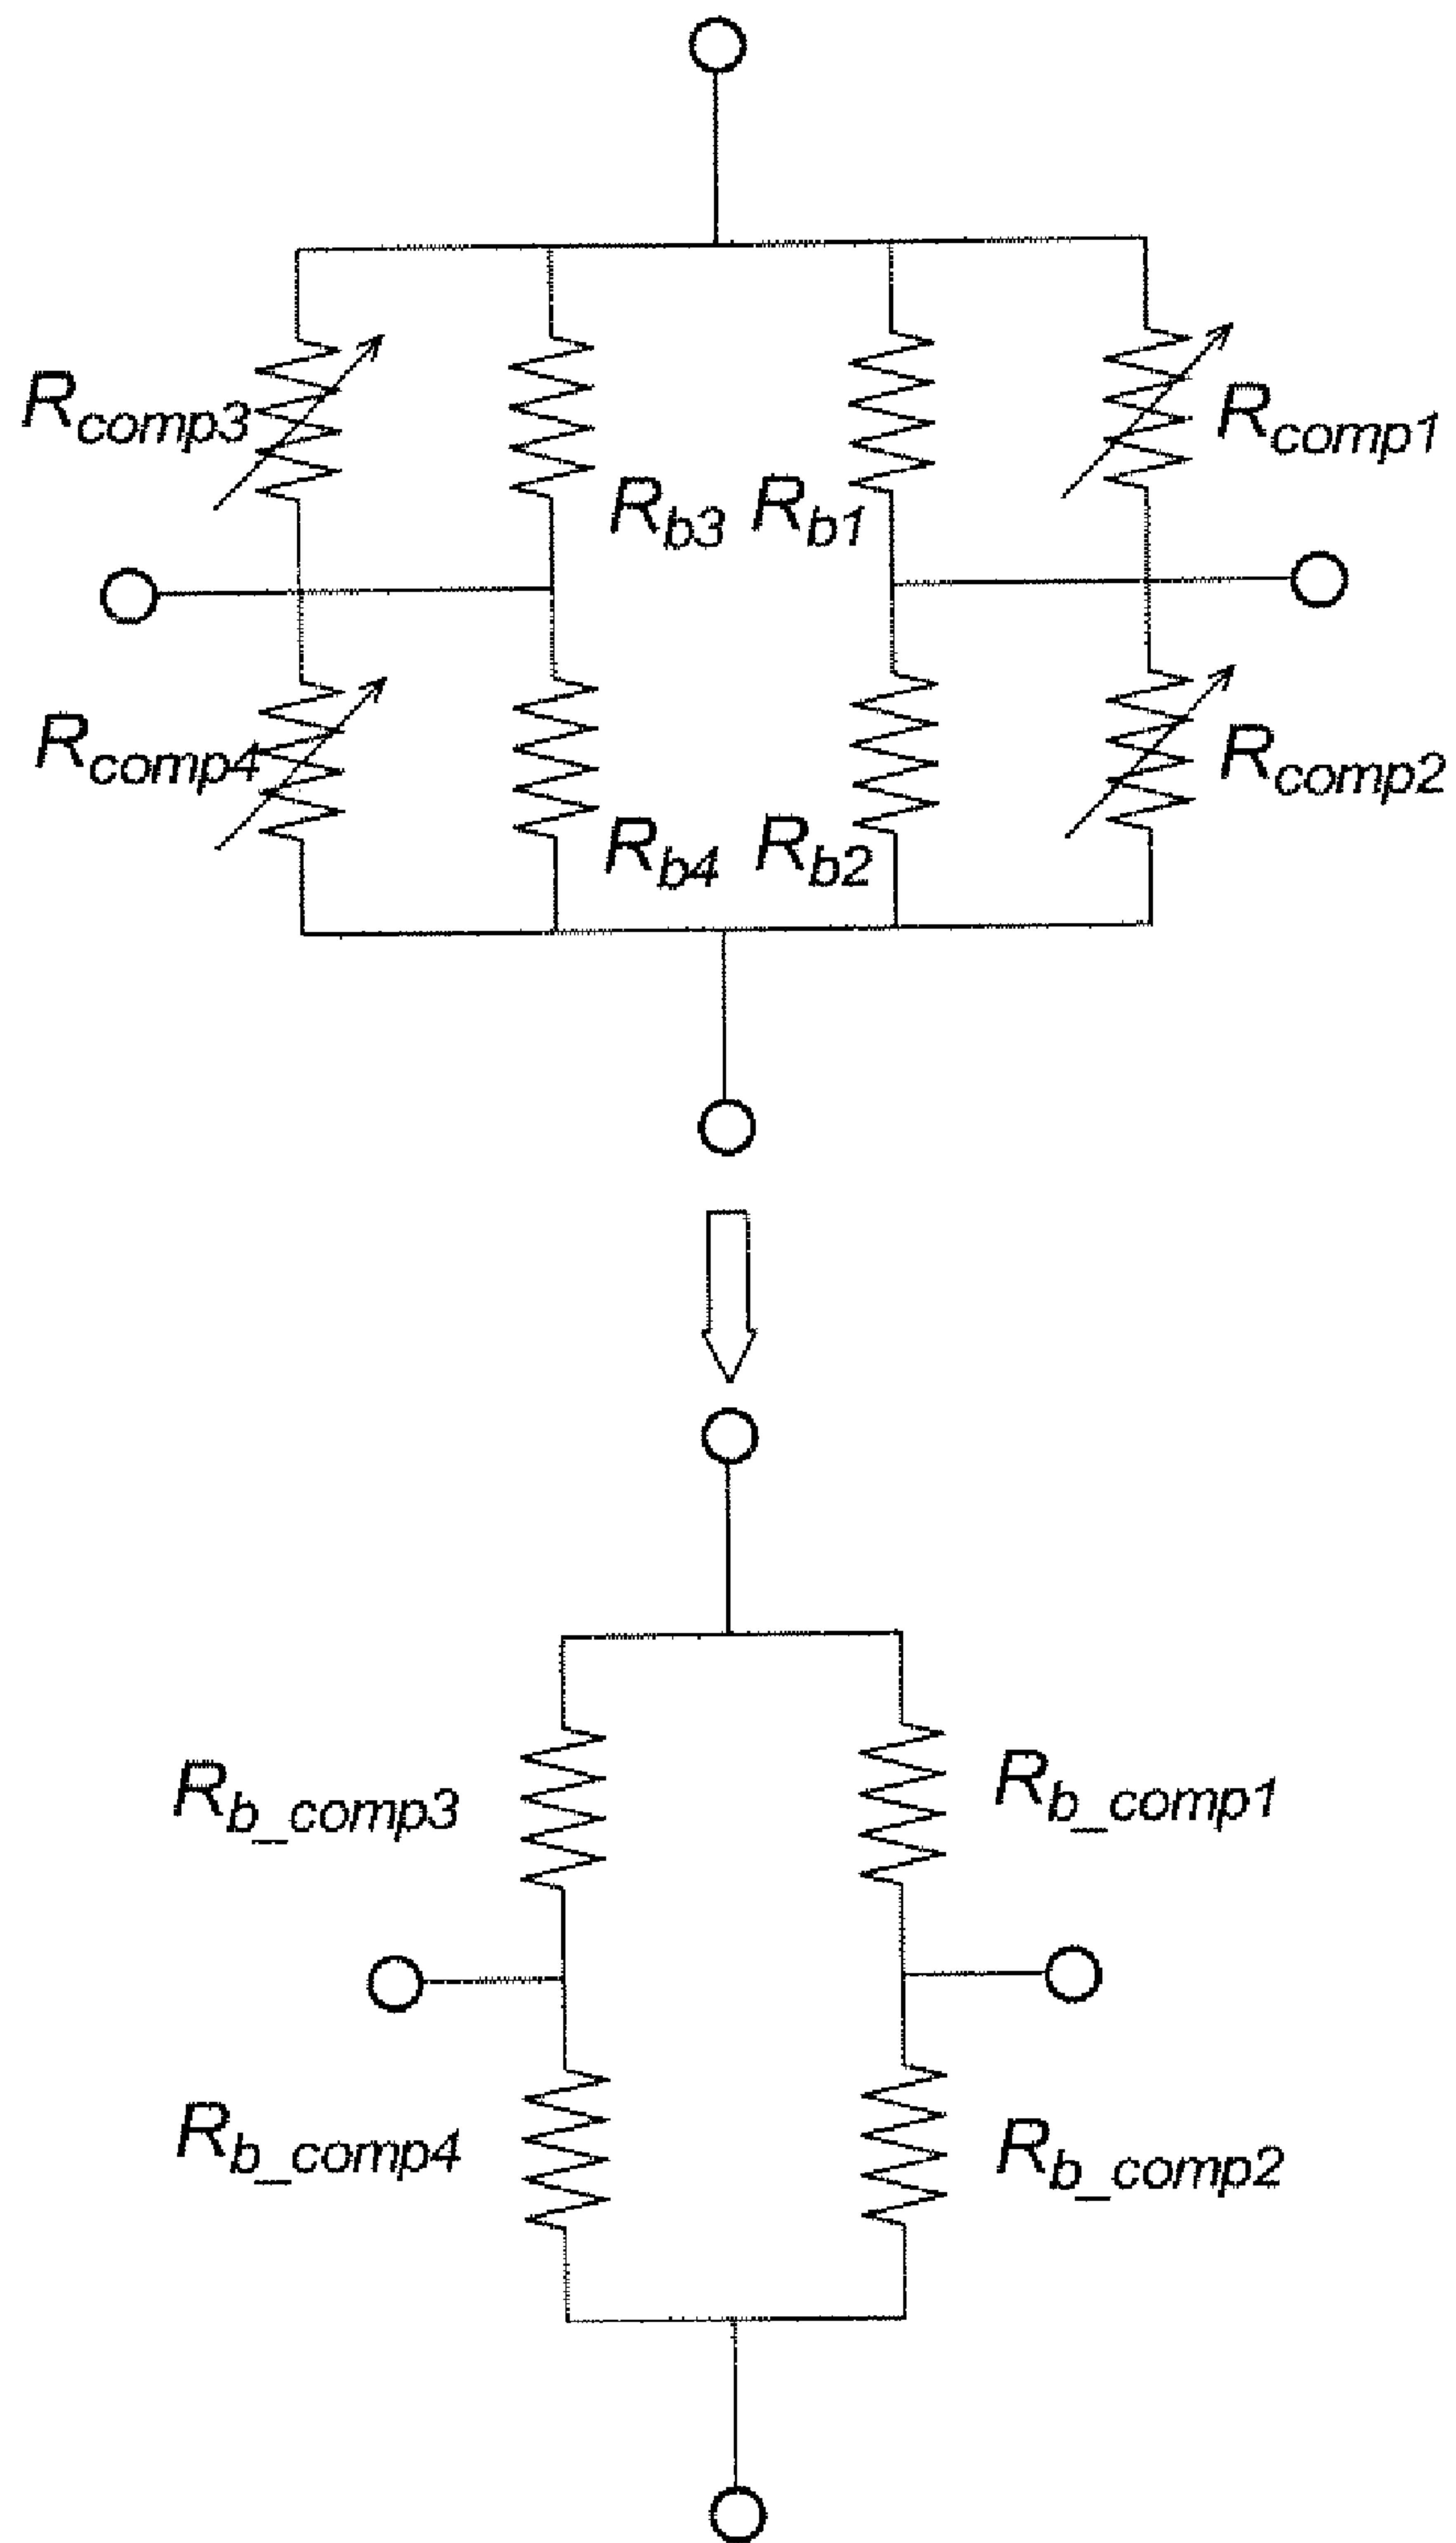 Rcomp3
Rcomp1
Rb3
Rb1
Rcomp4
Rcomp2
Rb4
Rb2
Rb_comp3
Rb_comp1
Rb_comp4
Rb_comp2